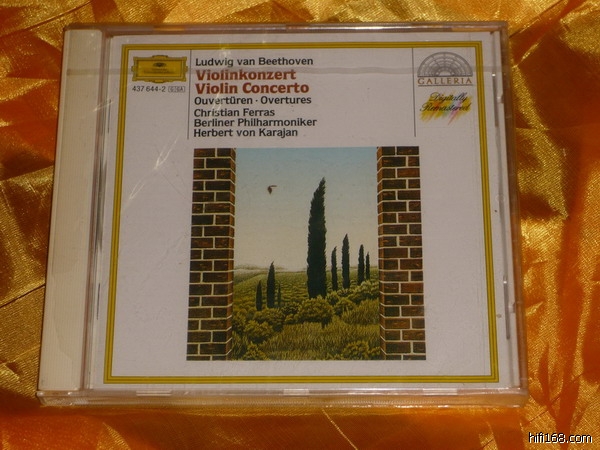 Ludwig van Beethoven
Violinkonzert
Violin Concerto
Ouvertüren · Overtures
Christian Ferras
Berliner Philharmoniker
Herbert von Karajan
437 644-2
GALLERIA
Digitally
Remastered
hifi168.com